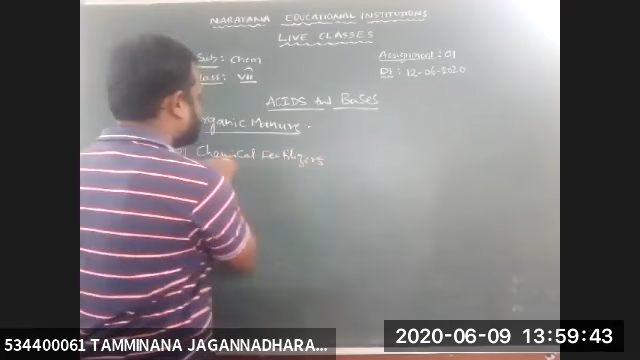 NARAYANA EDUCATIONAL INSTITUTIONS
LIVE CLASSES
Sub: Chem
Assignment: 01
Class: VII
Dt: 12-06-2020
ACIDS and BASES
rganic Manure.
Chemical Fertilizers
534400061 TAMMINANA JAGANNADHARA...
2020-06-09 13:59:43